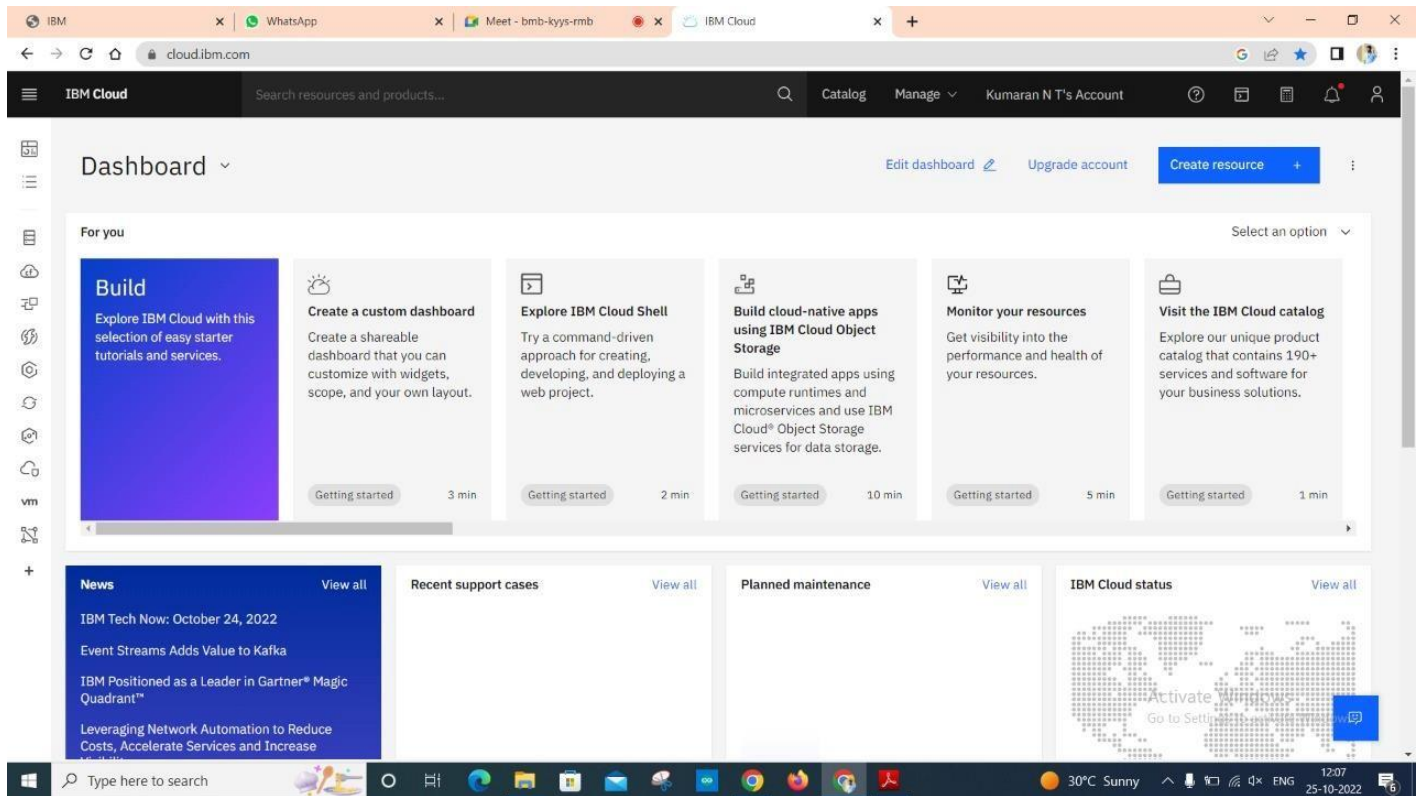 IBM
WhatsApp
Meet - bmb-kyys-rmb
IBM Cloud
cloud.ibm.com
IBM Cloud
Search resources and products...
Catalog
Manage
Kumaran N T's Account
Dashboard
Edit dashboard
Upgrade account
Create resource +
For you
Select an option
Build
Explore IBM Cloud with this
selection of easy starter
tutorials and services.
Create a custom dashboard
Create a shareable
dashboard that you can
customize with widgets,
scope, and your own layout.
Getting started 3 min
Explore IBM Cloud Shell
Try a command-driven
approach for creating,
developing, and deploying a
web project.
Getting started 2 min
Build cloud-native apps
using IBM Cloud Object
Storage
Build integrated apps using
compute runtimes and
microservices and use IBM
Cloud® Object Storage
services for data storage.
Getting started 10 min
Monitor your resources
Get visibility into the
performance and health of
your resources.
Getting started 5 min
Visit the IBM Cloud catalog
Explore our unique product
catalog that contains 190+
services and software for
your business solutions.
Getting started 1 min
vm
News View all
IBM Tech Now: October 24, 2022
Event Streams Adds Value to Kafka
IBM Positioned as a Leader in Gartner® Magic
Quadrant™
Leveraging Network Automation to Reduce
Costs, Accelerate Services and Increase
Recent support cases View all
Planned maintenance View all
IBM Cloud status View all
Activate Windows
Go to Settings to activate Windows
Type here to search
30°C Sunny
ENG
12:07
25-10-2022
6